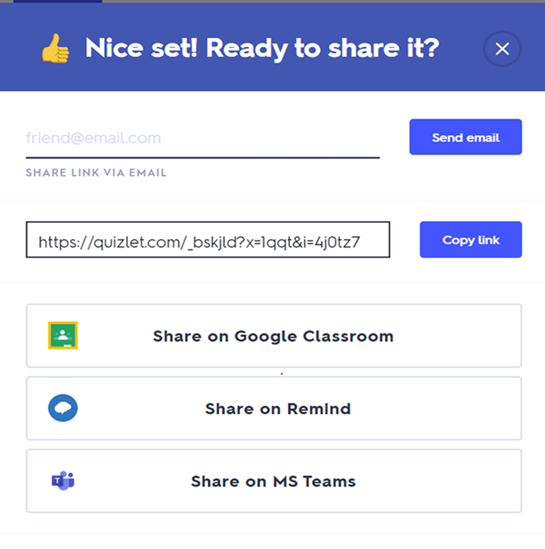 Nice set! Ready to share it?
friend@email.com
Send email
SHARE LINK VIA EMAIL
https://quizlet.com/_bskjld?x=1qqt&i=4j0tz7
Copy link
Share on Google Classroom
Share on Remind
T
Share on MS Teams